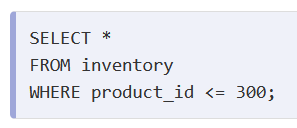 SELECT *
FROM inventory
WHERE product_id <= 300;